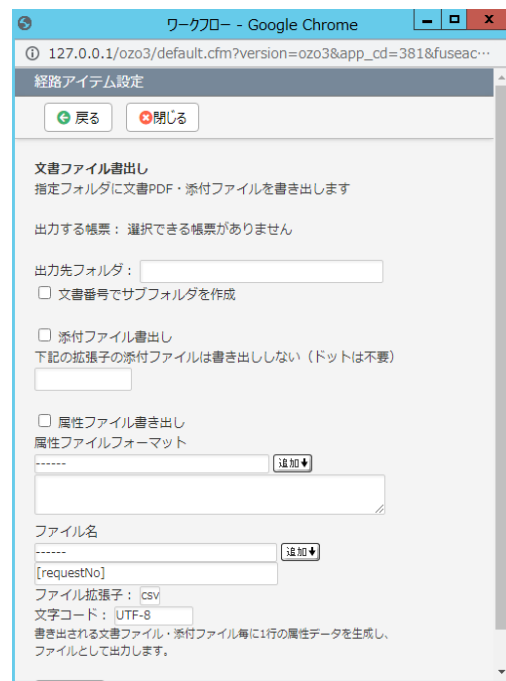 ワークフロー - Google Chrome
127.0.0.1/ozo3/default.cfm?version=ozo3&app_cd=381&fuseac…
経路アイテム設定
戻る 閉じる
文書ファイル書出し
指定フォルダに文書PDF・添付ファイルを書き出します
出力する帳票： 選択できる帳票がありません
出力先フォルダ：
文書番号でサブフォルダを作成
添付ファイル書出し
下記の拡張子の添付ファイルは書き出ししない（ドットは不要）
属性ファイル書き出し
属性ファイルフォーマット
------ 追加
ファイル名
------ 追加
[requestNo]
ファイル拡張子： csv
文字コード： UTF-8
書き出される文書ファイル・添付ファイル毎に1行の属性データを生成し、
ファイルとして出力します。